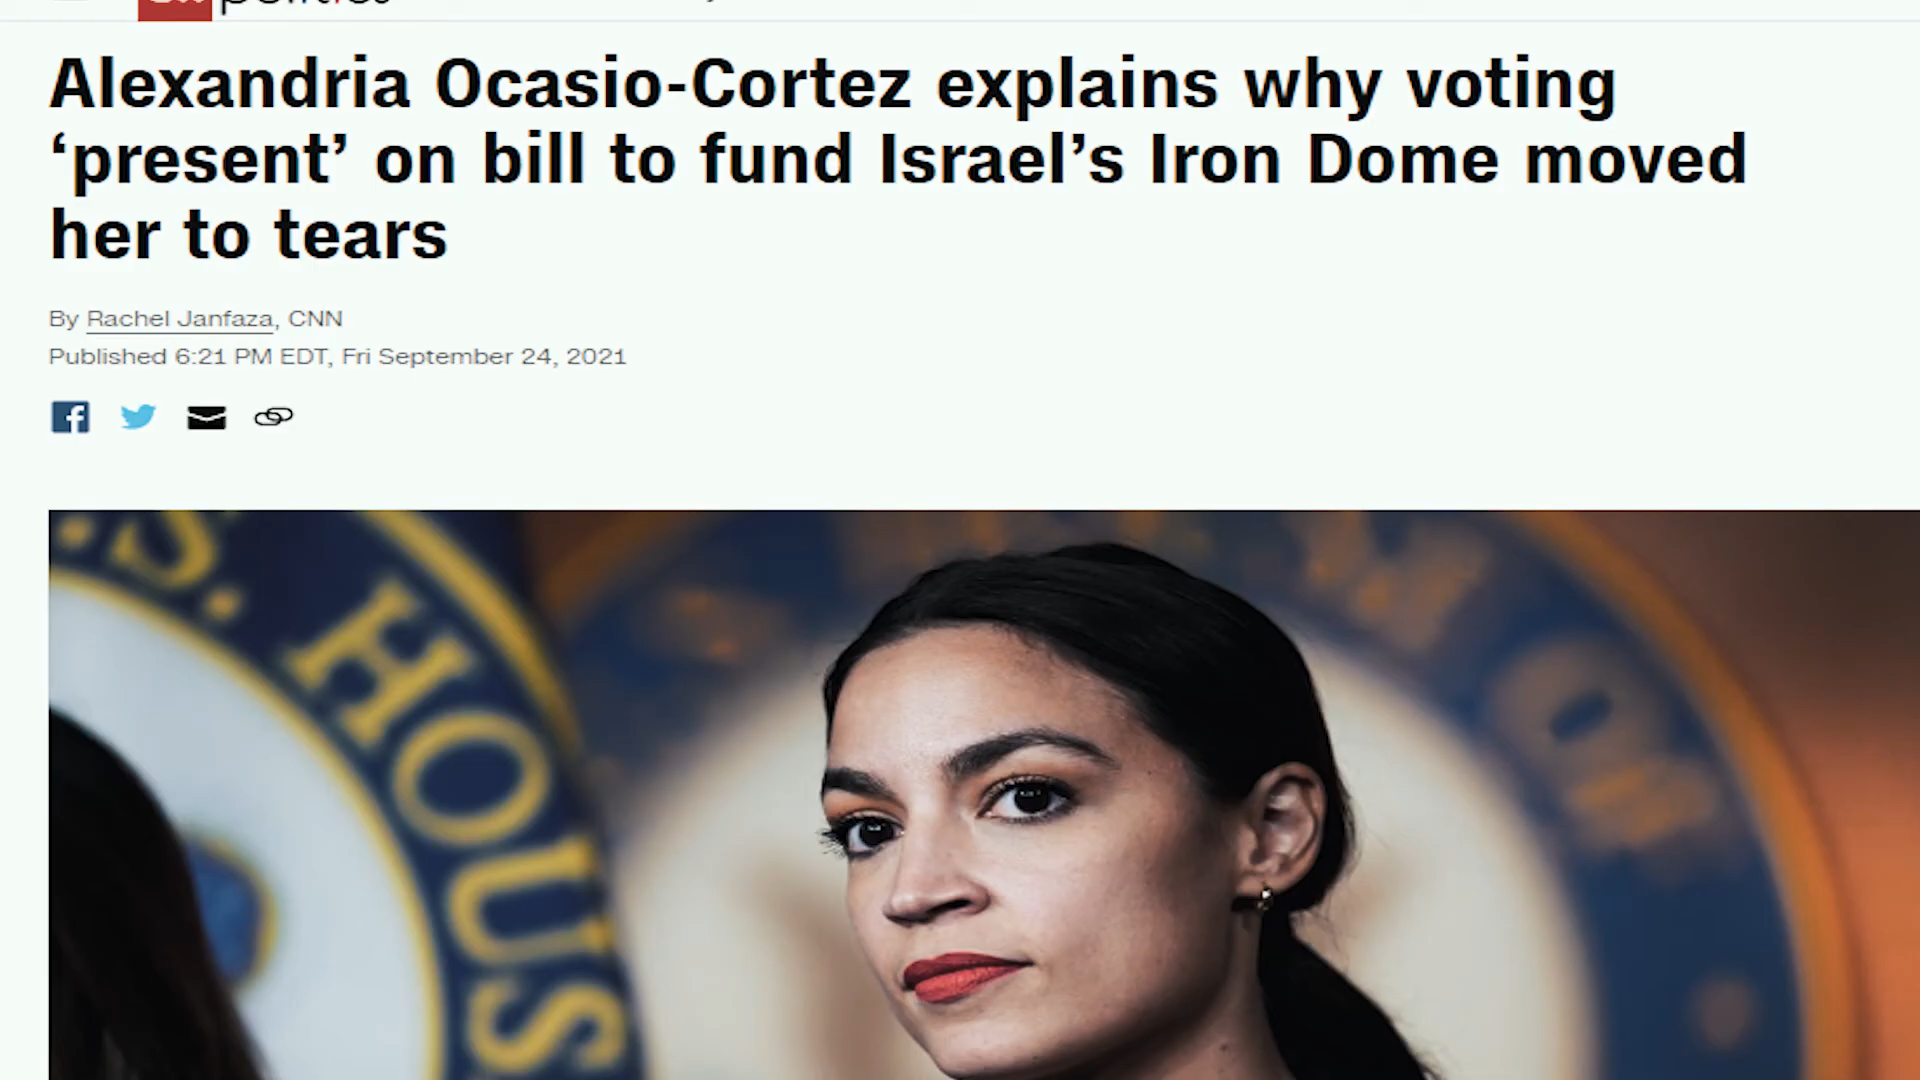 Alexandria Ocasio-Cortez explains why voting
‘present’ on bill to fund Israel’s Iron Dome moved
her to tears
By Rachel Janfaza, CNN
Published 6:21 PM EDT, Fri September 24, 2021
S. HOUS